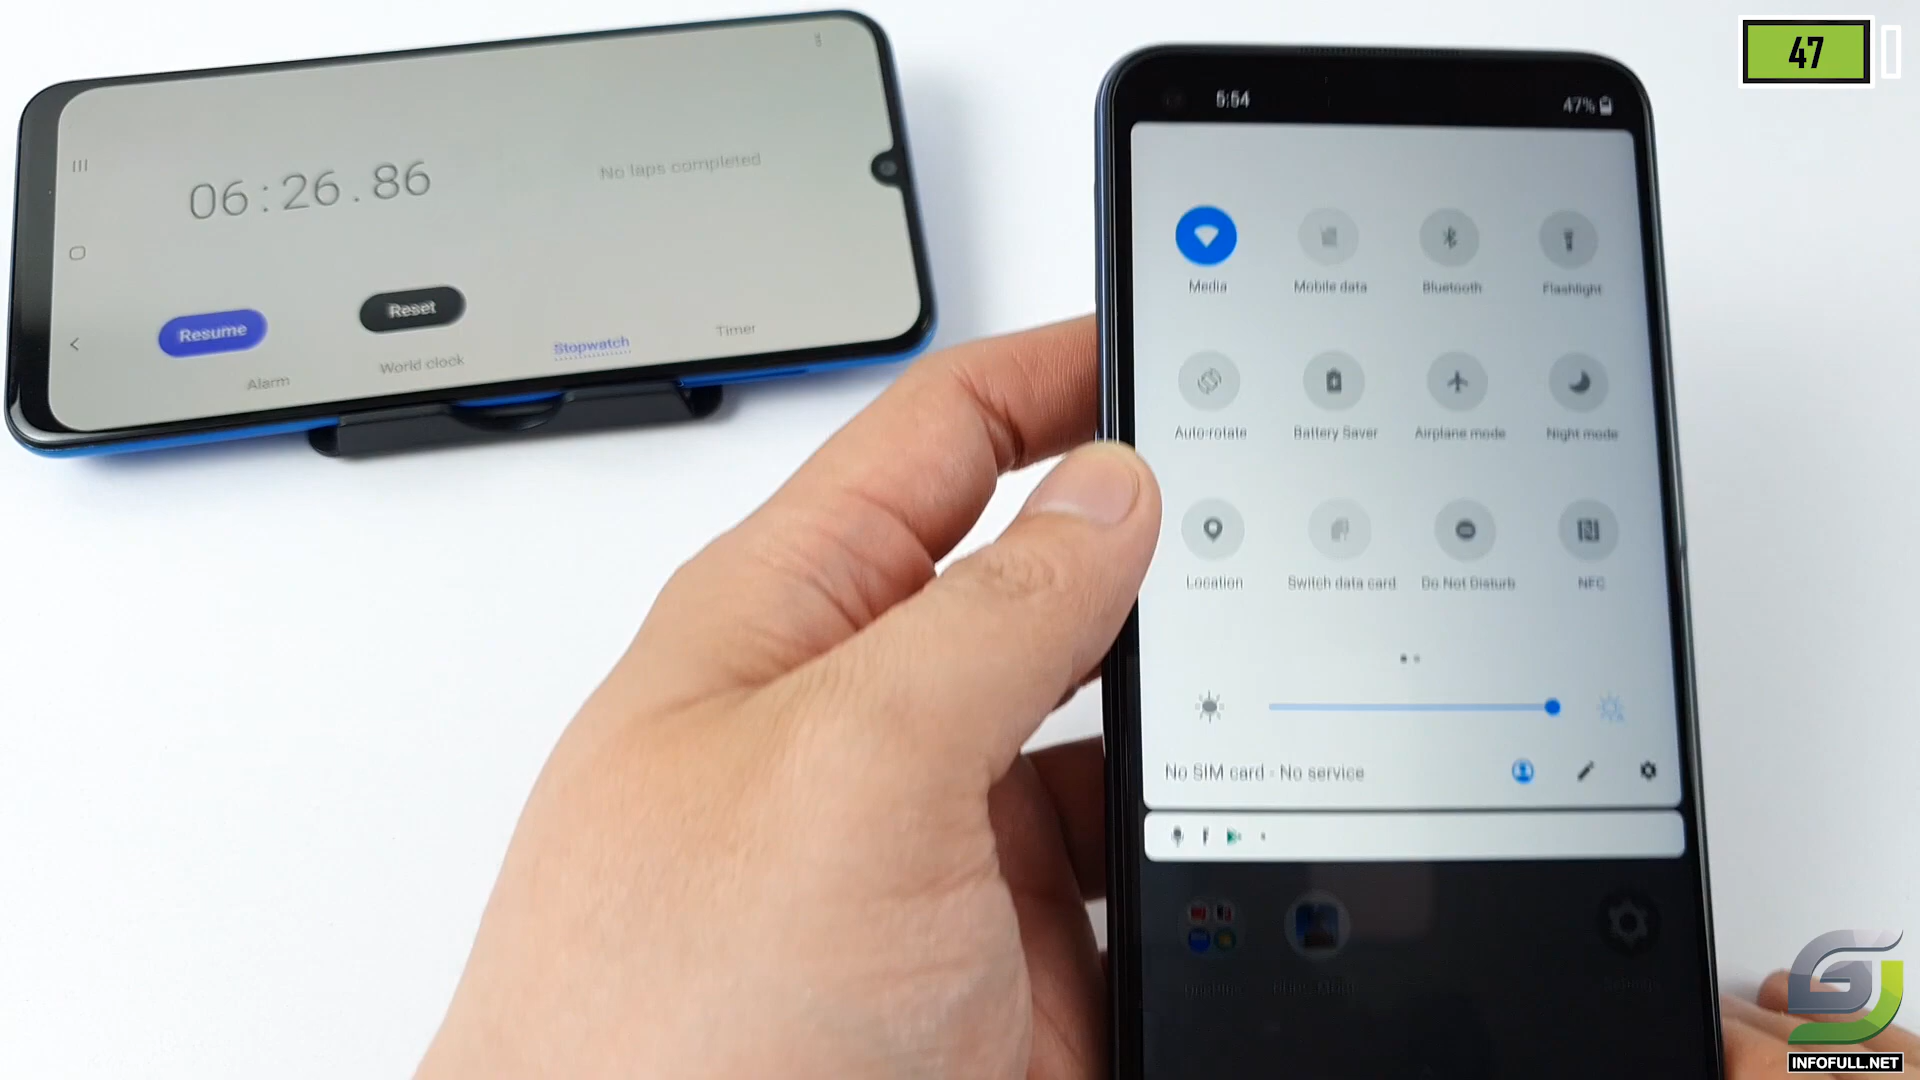 47
06:26.86
No laps completed
Resume
Reset
Alarm
World clock
Stopwatch
Timer
5:54
47%
Media
Mobile data
Bluetooth
Flashlight
Auto-rotate
Battery Saver
Airplane mode
Night mode
Location
Switch data card
Do Not Disturb
NFC
No SIM card - No service
INFOFULL.NET